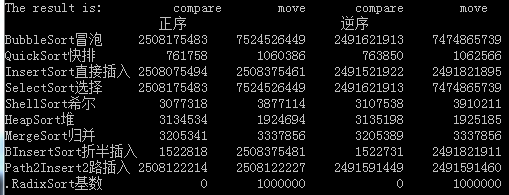 The result is: compare move compare move
正序 逆序
BubbleSort冒泡 2508175483 7524526449 2491621913 7474865739
QuickSort快排 761758 1060386 763850 1062566
InsertSort直接插入 2508075494 2508375461 2491521922 2491821895
SelectSort选择 2508175483 7524526449 2491621913 7474865739
ShellSort希尔 3077318 3877114 3107538 3910211
HeapSort堆 3134534 1924694 3135198 1925185
MergeSort归并 3205341 3337856 3205389 3337856
BInsertSort折半插入 1522818 2508375481 1522731 2491821911
Path2Insert2路插入 2508122214 2508122227 2491591449 2491591460
.RadixSort基数 0 1000000 0 1000000